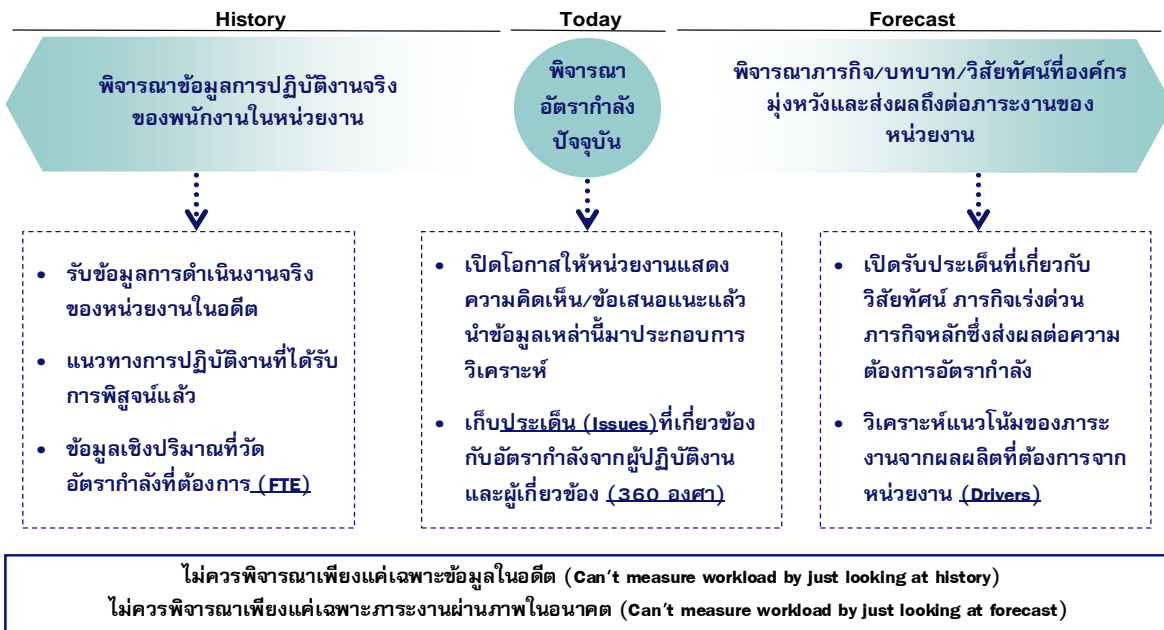 History
Today
Forecast
พิจารณาข้อมูลการปฏิบัติงานจริง
ของพนักงานในหน่วยงาน
พิจารณา
อัตรากำลัง
ปัจจุบัน
พิจารณาภารกิจ/บทบาท/วิสัยทัศน์ที่องค์กร
มุ่งหวังและส่งผลถึงต่อภาระงานของ
หน่วยงาน
• รับข้อมูลการดำเนินงานจริง
ของหน่วยงานในอดีต
• แนวทางการปฏิบัติงานที่ได้รับ
การพิสูจน์แล้ว
• ข้อมูลเชิงปริมาณที่วัด
อัตรากำลังที่ต้องการ (FTE)
• เปิดโอกาสให้หน่วยงานแสดง
ความคิดเห็น/ข้อเสนอแนะแล้ว
นำข้อมูลเหล่านี้มาประกอบการ
วิเคราะห์
• เก็บประเด็น (Issues)ที่เกี่ยวข้อง
กับอัตรากำลังจากผู้ปฏิบัติงาน
และผู้เกี่ยวข้อง (360 องศา)
• เปิดรับประเด็นที่เกี่ยวกับ
วิสัยทัศน์ ภารกิจเร่งด่วน
ภารกิจหลักซึ่งส่งผลต่อความ
ต้องการอัตรากำลัง
• วิเคราะห์แนวโน้มของภาระ
งานจากผลผลิตที่ต้องการจาก
หน่วยงาน (Drivers)
ไม่ควรพิจารณาเพียงแค่เฉพาะข้อมูลในอดีต (Can't measure workload by just looking at history)
ไม่ควรพิจารณาเพียงแค่เฉพาะภาระงานผ่านภาพในอนาคต (Can't measure workload by just looking at forecast)